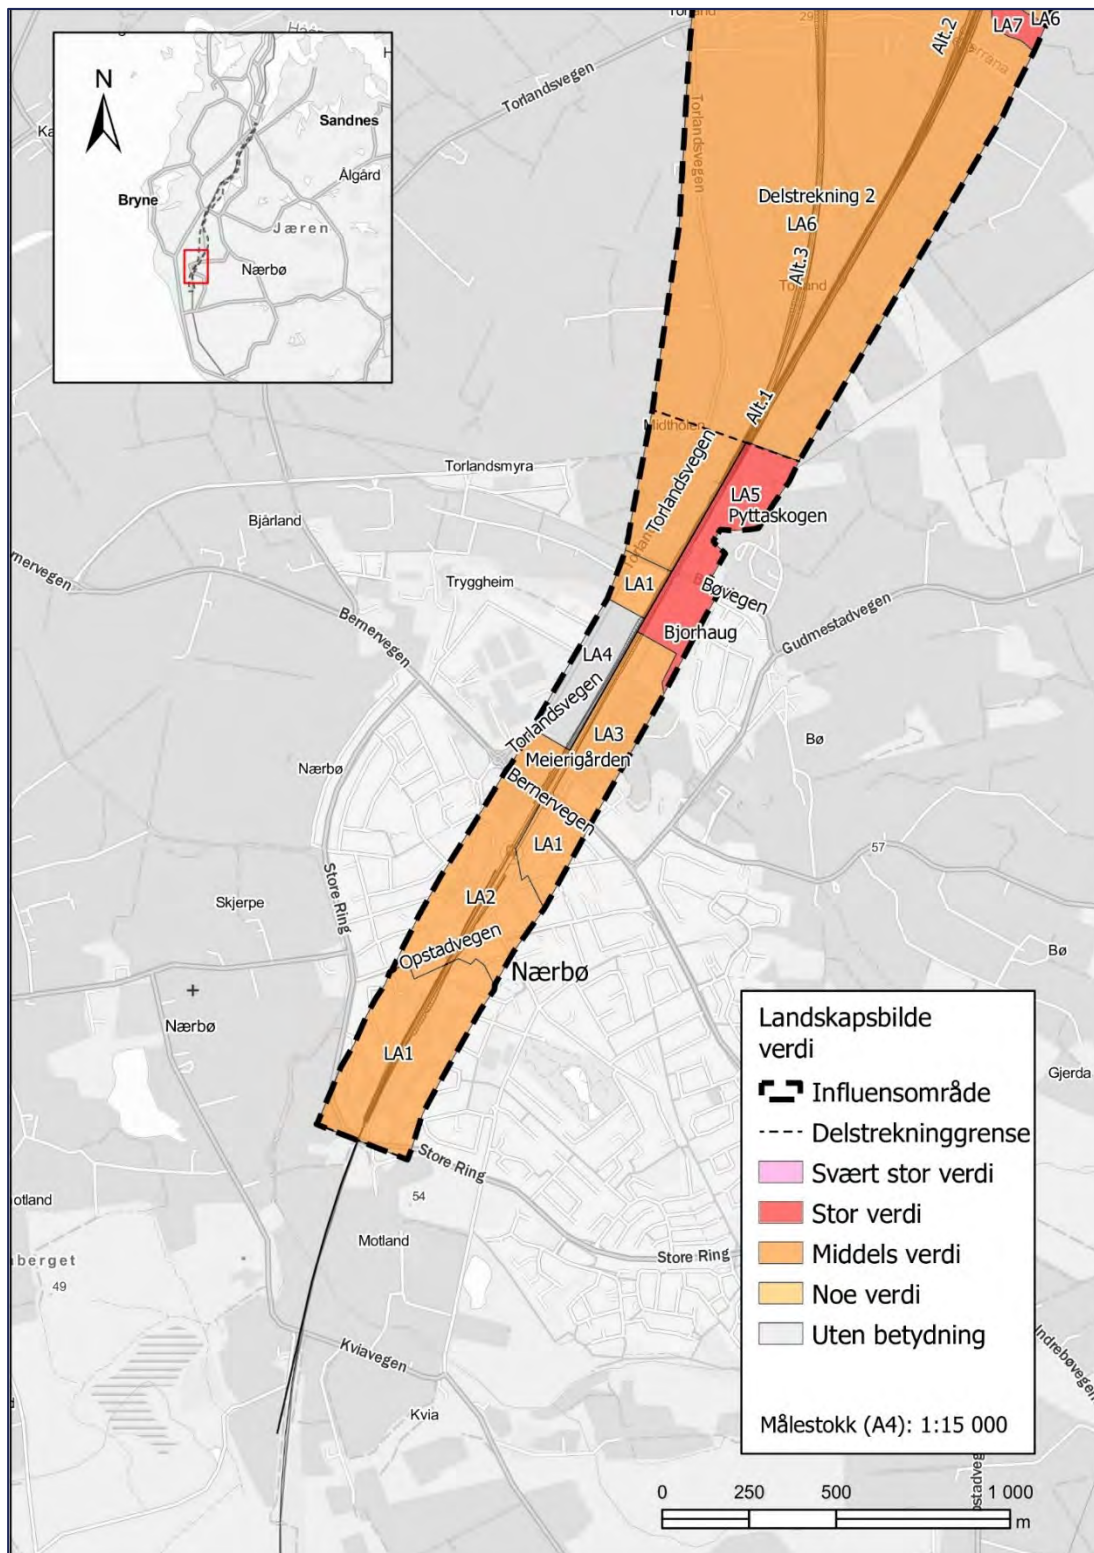 Torland
29
LA7
LA6
Alt.2
N
Sandnes
Ålgård
Bryne
Jæren
Nærbø
Torlandsvegen
Torlandsvegen
Delstrekning 2
LA6
Alt.3
Torland
Alt.1
Midtholen
Torlandsvegen
Torlandsmyra
LA5
Pyttaskogen
Bjårland
Tryggheim
LA1
Bøvegen
Bernervegen
Bjorhaug
Gudmestadvegen
LA4
Torlandsvegen
LA3
Bø
Meierigården
Nærbø
Bernervegen
LA1
57
Store Ring
LA2
Skjerpe
Opstadvegen
Bø
Nærbø
Nærbø
LA1
Gjerda
Store Ring
54
Motland
Store Ring
49
Kviavegen
Kvia
Indrebøvegen
Landskapsbilde
verdi
Influensområde
Delstrekninggrense
Svært stor verdi
Stor verdi
Middels verdi
Noe verdi
Uten betydning
Målestokk (A4): 1:15 000
0 250 500 1 000
m